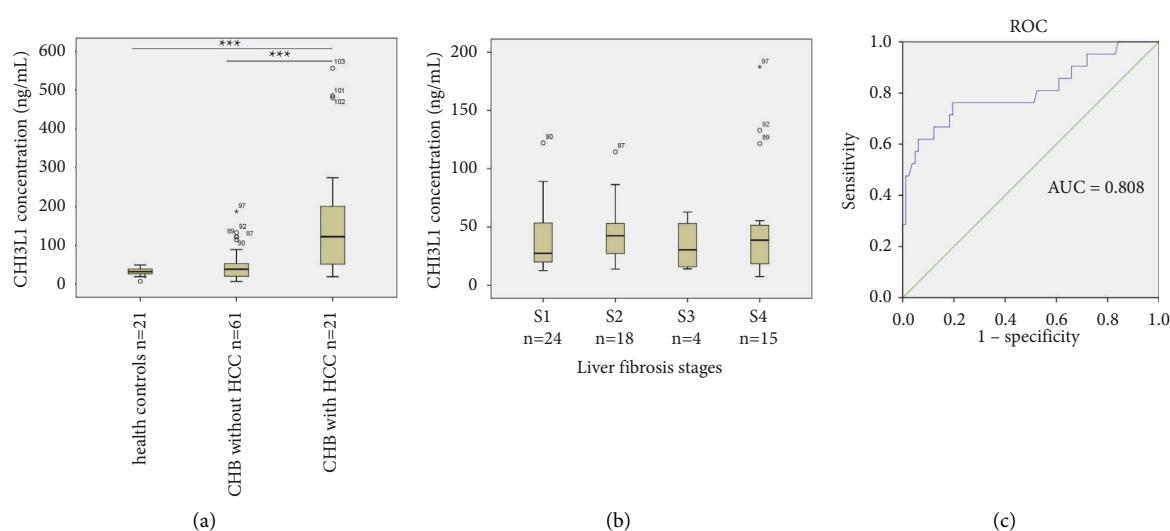 CHI3L1 concentration (ng/mL)
600
500
400
300
200
100
0
***
***
103
101
102
97
92
89 87
90
health controls n=21
CHB without HCC n=61
CHB with HCC n=21
(a)
CHI3L1 concentration (ng/mL)
200
150
100
50
0
90
87
97
92
89
S1 S2 S3 S4
n=24 n=18 n=4 n=15
Liver fibrosis stages
(b)
ROC
Sensitivity
1.0
0.8
0.6
0.4
0.2
0.0
AUC = 0.808
0.0 0.2 0.4 0.6 0.8 1.0
1 – specificity
(c)